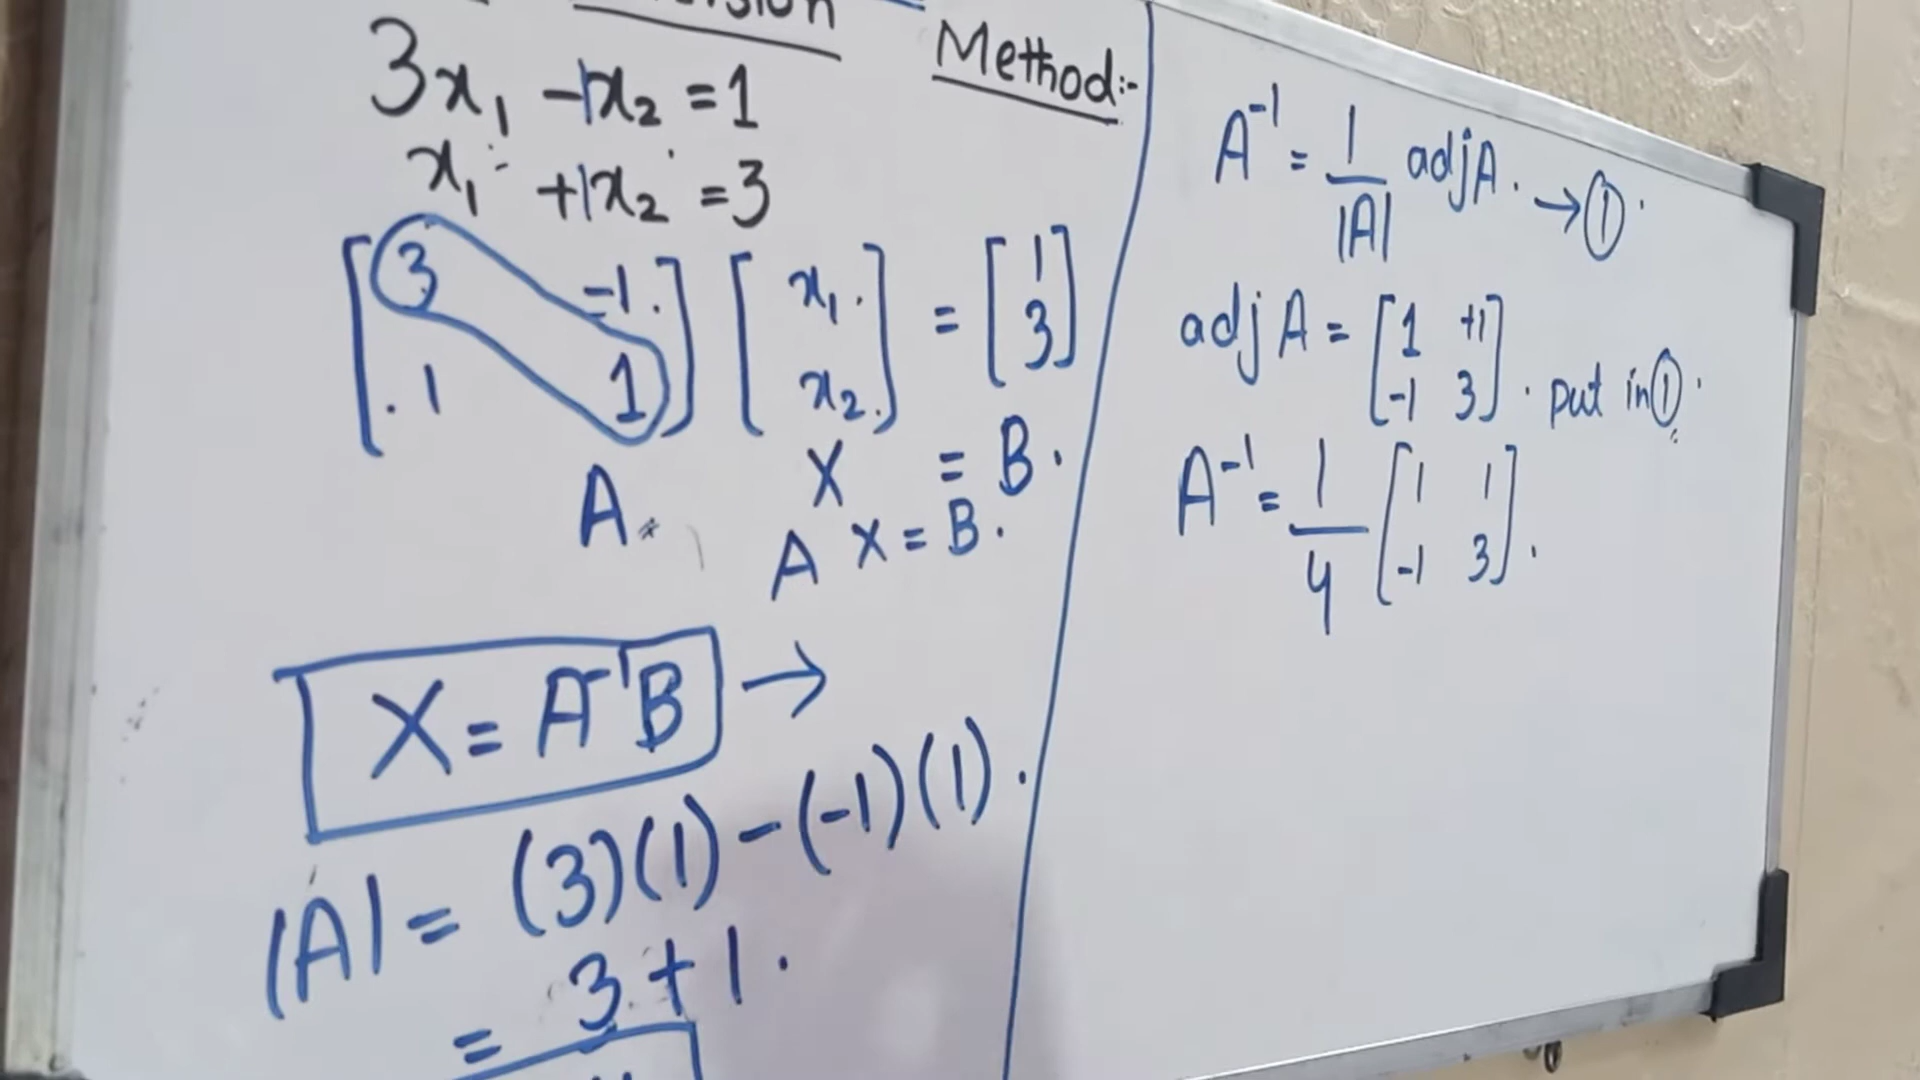 Method:-
3x₁ - 1x₂ = 1
x₁ + 1x₂ = 3
[3 -1.] [x₁.] = [1]
[. 1 1] [x₂.] [3]
A. X = B.
A X = B.
X = A⁻¹B →
|A| = (3)(1) - (-1)(1).
= 3 + 1.
A⁻¹ = 1/|A| adjA. → ①.
adj A = [1 +1]
[-1 3]. put in ①.
A⁻¹ = 1/4 [1 1]
[-1 3].